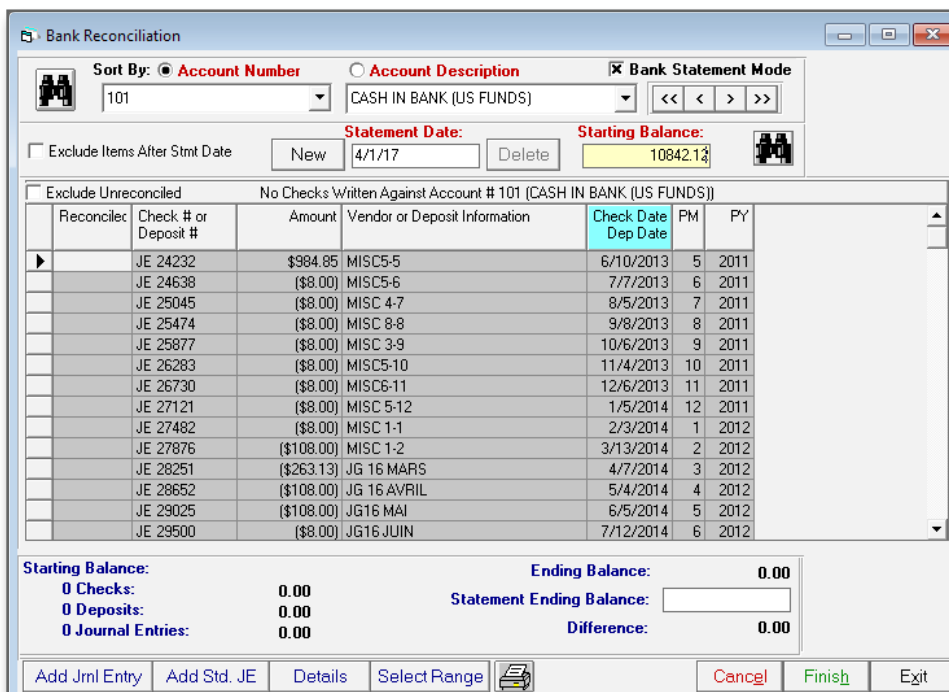 Bank Reconciliation
Sort By: Account Number Account Description Bank Statement Mode
101 CASH IN BANK (US FUNDS) << < > >>
Statement Date: Starting Balance:
Exclude Items After Stmt Date New 4/1/17 Delete 10842.12
Exclude Unreconciled No Checks Written Against Account # 101 (CASH IN BANK (US FUNDS))
Reconciled Check # or Amount Vendor or Deposit Information Check Date PM PY
Deposit # Dep Date
JE 24232 $984.85 MISC5-5 6/10/2013 5 2011
JE 24638 ($8.00) MISC5-6 7/7/2013 6 2011
JE 25045 ($8.00) MISC 4-7 8/5/2013 7 2011
JE 25474 ($8.00) MISC 8-8 9/8/2013 8 2011
JE 25877 ($8.00) MISC 3-9 10/6/2013 9 2011
JE 26283 ($8.00) MISC5-10 11/4/2013 10 2011
JE 26730 ($8.00) MISC6-11 12/6/2013 11 2011
JE 27121 ($8.00) MISC 5-12 1/5/2014 12 2011
JE 27482 ($8.00) MISC 1-1 2/3/2014 1 2012
JE 27876 ($108.00) MISC 1-2 3/13/2014 2 2012
JE 28251 ($263.13) JG 16 MARS 4/7/2014 3 2012
JE 28652 ($108.00) JG 16 AVRIL 5/4/2014 4 2012
JE 29025 ($108.00) JG16 MAI 6/5/2014 5 2012
JE 29500 ($8.00) JG16 JUIN 7/12/2014 6 2012
Starting Balance: Ending Balance: 0.00
0 Checks: 0.00 Statement Ending Balance:
0 Deposits: 0.00
0 Journal Entries: 0.00 Difference: 0.00
Add Jrnl Entry Add Std. JE Details Select Range Cancel Finish Exit